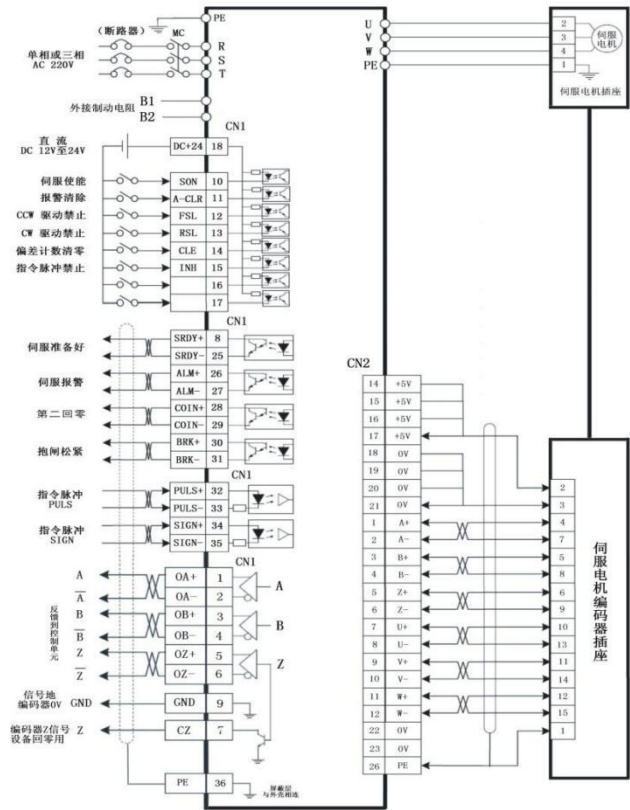 PE
(断路器) MC
单相或三相
AC 220V
R
S
T
外接制动电阻
B1
B2
CN1
直 流
DC 12V至24V
DC+24 18
伺服使能 SON 10
报警清除 A-CLR 11
CCW 驱动禁止 FSL 12
CW 驱动禁止 RSL 13
偏差计数清零 CLE 14
指令脉冲禁止 INH 15
16
17
CN1
伺服准备好
SRDY+ 8
SRDY- 25
伺服报警
ALM+ 26
ALM- 27
第二回零
COIN+ 28
COIN- 29
抱闸松紧
BRK+ 30
BRK- 31
CN1
指令脉冲
PULS
PULS+ 32
PULS- 33
指令脉冲
SIGN
SIGN+ 34
SIGN- 35
CN1
反馈到控制单元
A OA+ 1
A OA- 2
A
B OB+ 3
B OB- 4
B
Z OZ+ 5
Z OZ- 6
Z
信号地
编码器0V GND
GND 9
编码器Z信号 Z
设备回零用
CZ 7
PE 36
屏蔽层
与外壳相连
U
V
W
PE
2
3
4
1
伺服
电机
伺服电机插座
CN2
14 +5V
15 +5V
16 +5V
17 +5V
18 0V
19 0V
20 0V
21 0V
1 A+
2 A-
3 B+
4 B-
5 Z+
6 Z-
7 U+
8 U-
9 V+
10 V-
11 W+
12 W-
22 0V
23 0V
26 PE
2
3
4
7
5
8
6
9
10
13
11
14
12
15
1
伺服电机编码器插座